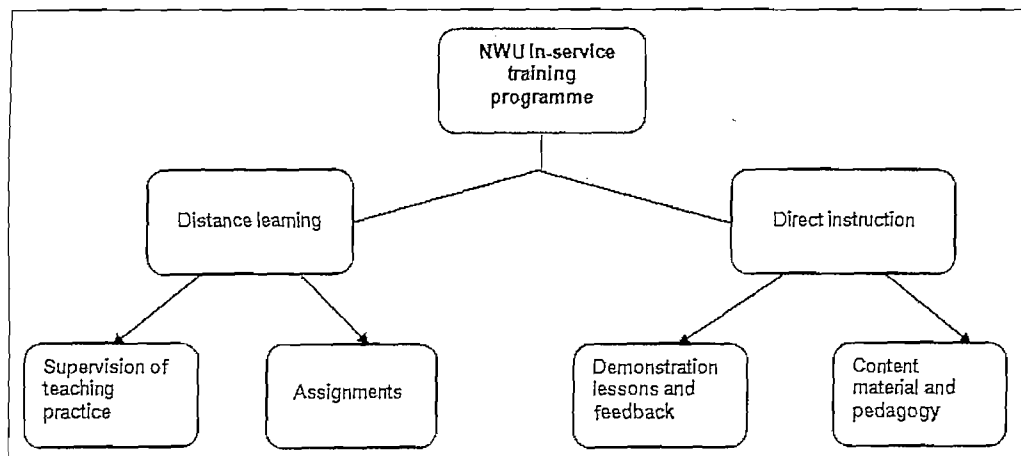 NWU in-service
training
programme
Distance learning
Direct instruction
Supervision of
teaching
practice
Assignments
Demonstration
lessons and
feedback
Content
material and
pedagogy